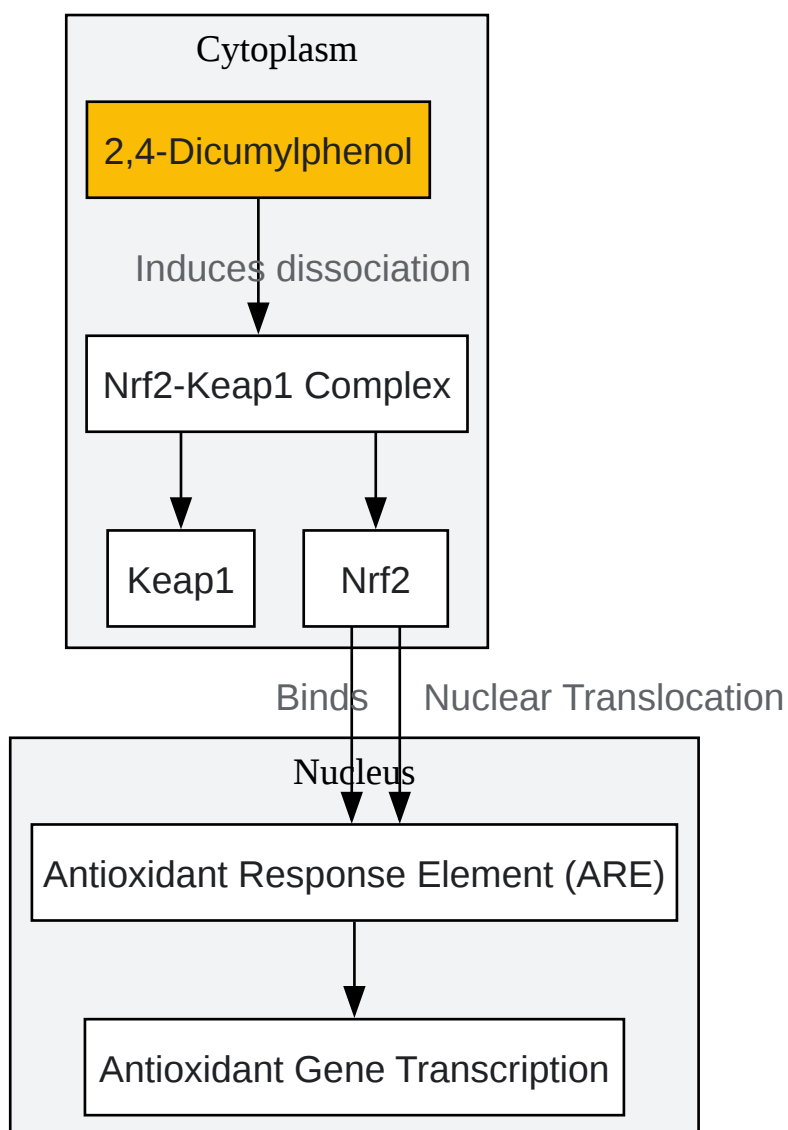 Cytoplasm
2,4-Dicumylphenol
Induces dissociation
Nrf2-Keap1 Complex
Keap1
Nrf2
Binds
Nuclear Translocation
Nucleus
Antioxidant Response Element (ARE)
Antioxidant Gene Transcription